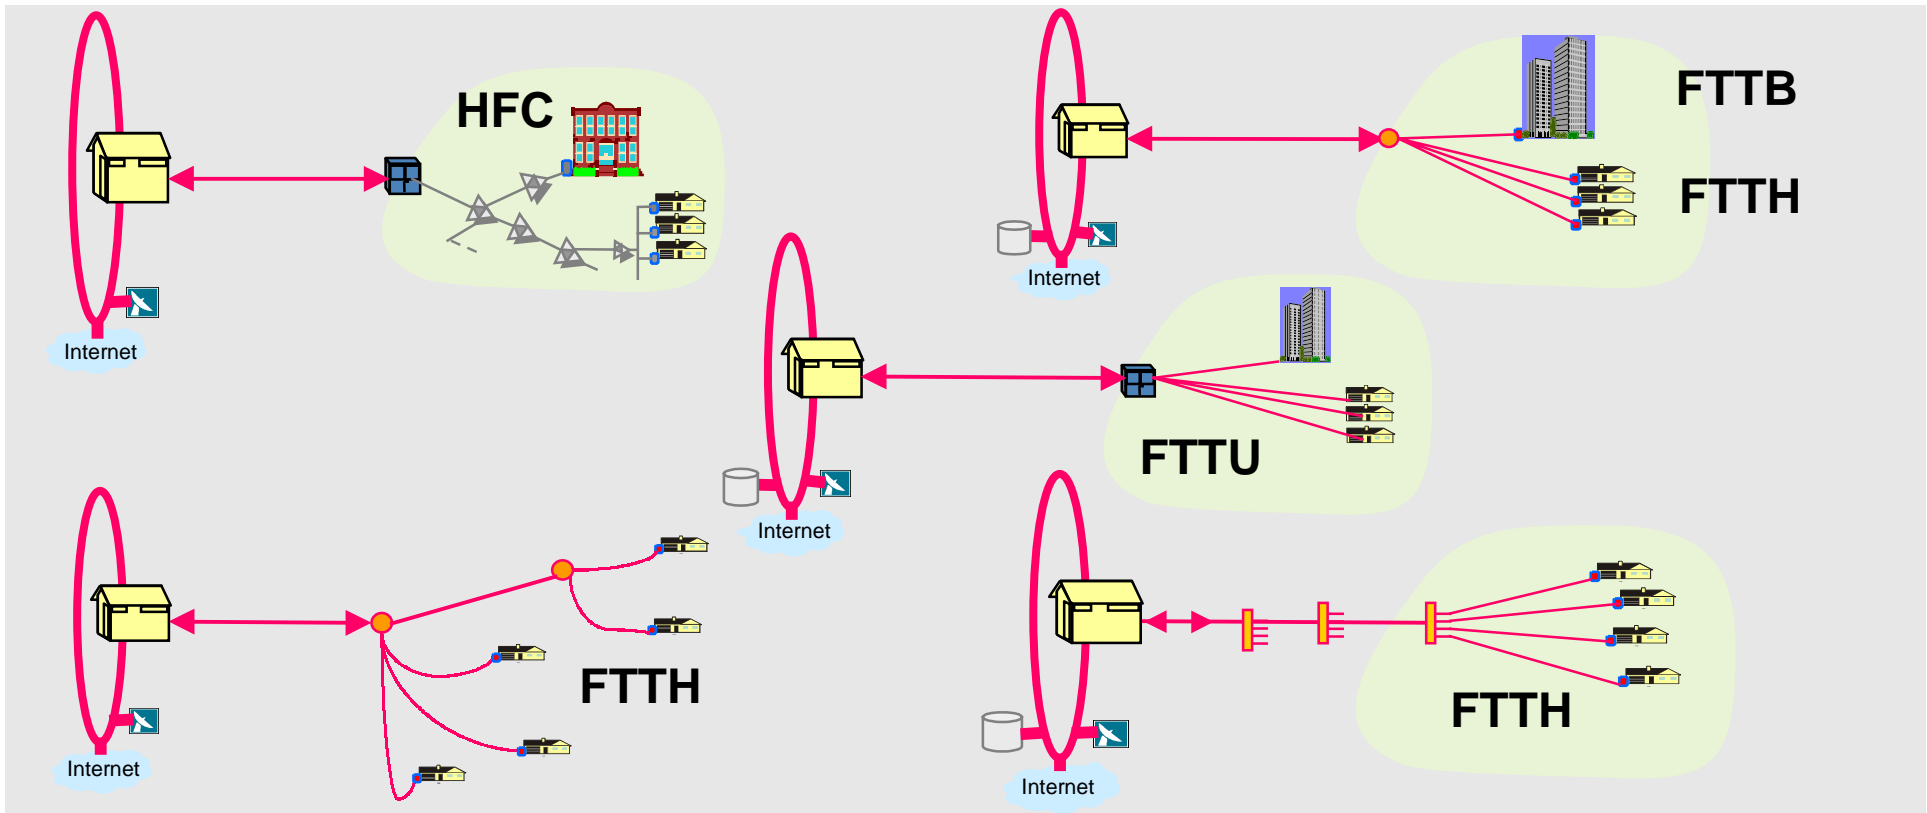 HFC
Internet
FTTB
FTTH
Internet
FTTU
Internet
FTTH
Internet
FTTH
Internet